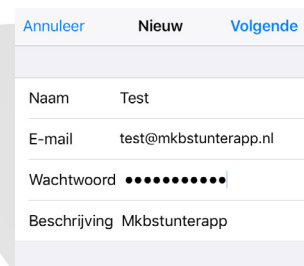 Annuleer Nieuw Volgende
Naam Test
E-mail test@mkbstunterapp.nl
Wachtwoord ●●●●●●●●●●●
Beschrijving Mkbstunterapp